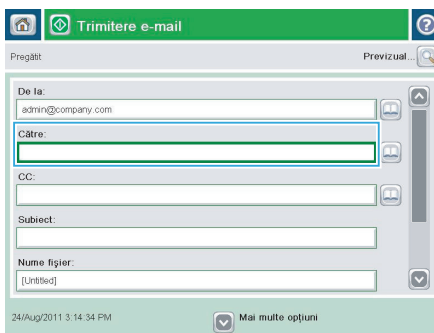 Trimitere e-mail
Pregătit
Previzual...
De la:
admin@company.com
Către:
CC:
Subiect:
Nume fişier:
[Untitled]
24/Aug/2011 3:14:34 PM
Mai multe opţiuni